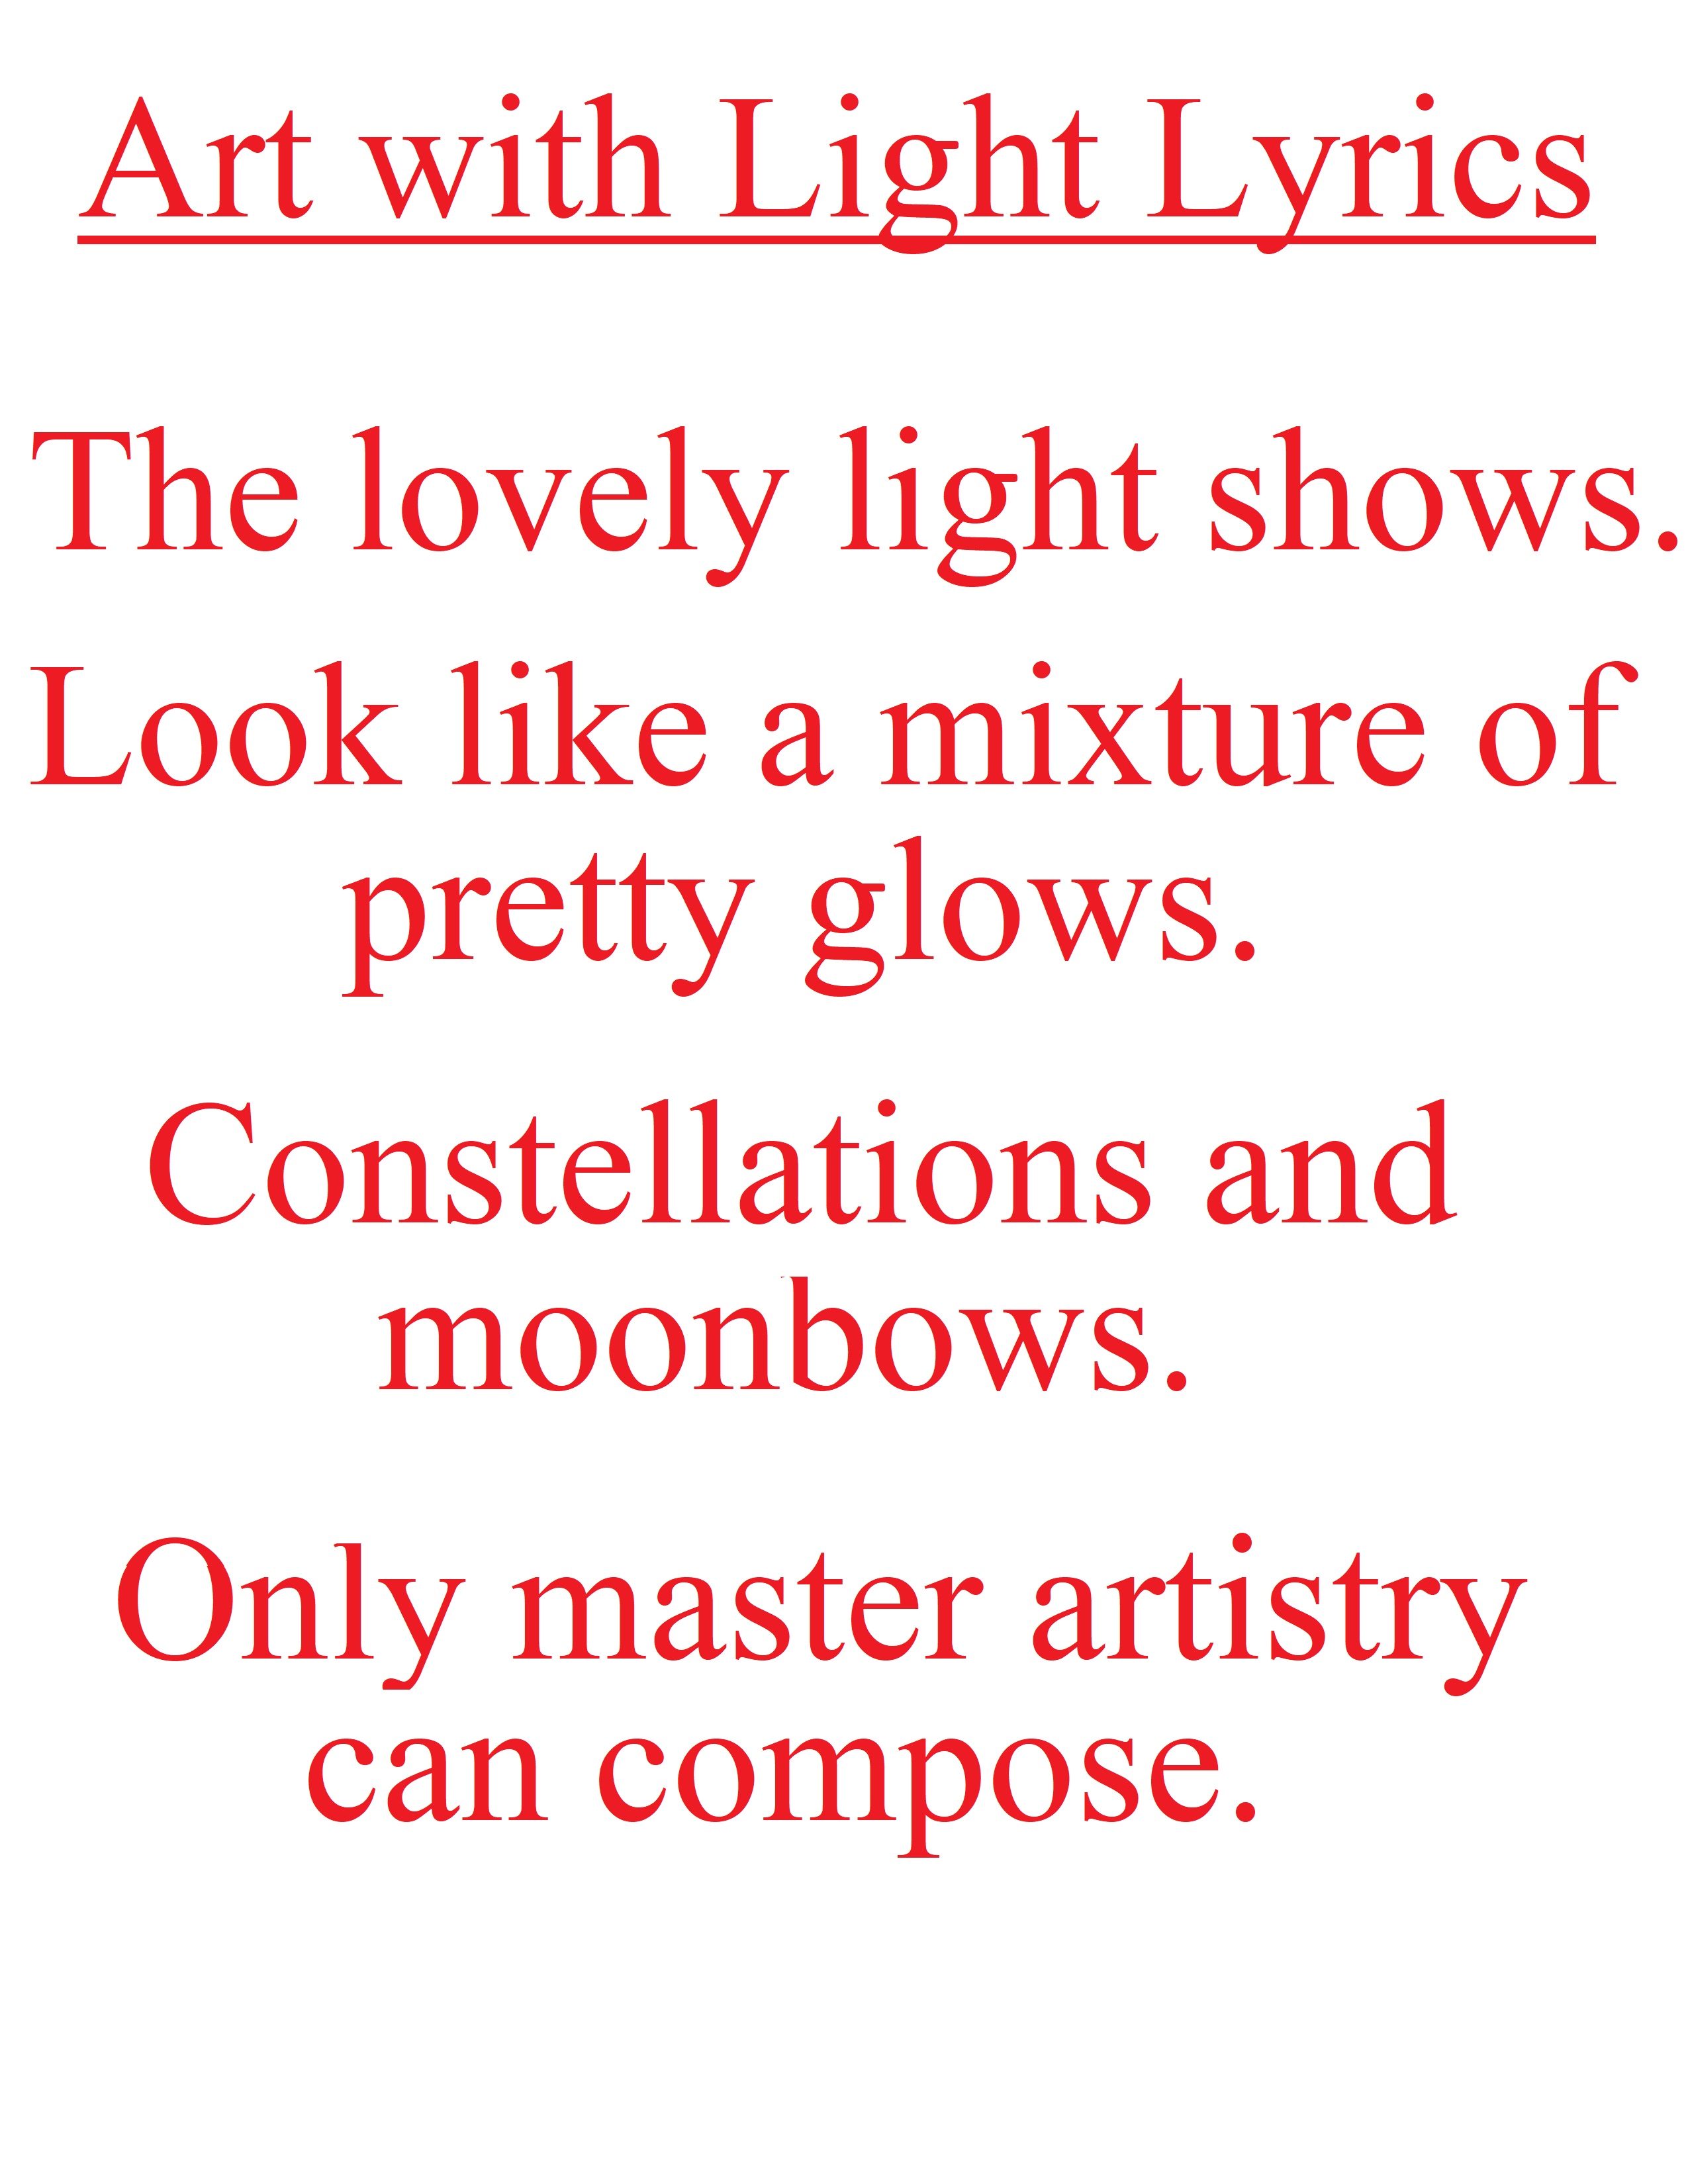 Art with Light Lyrics
The lovely light shows.
Look like a mixture of
pretty glows.
Constellations and
moonbows.
Only master artistry
can compose.